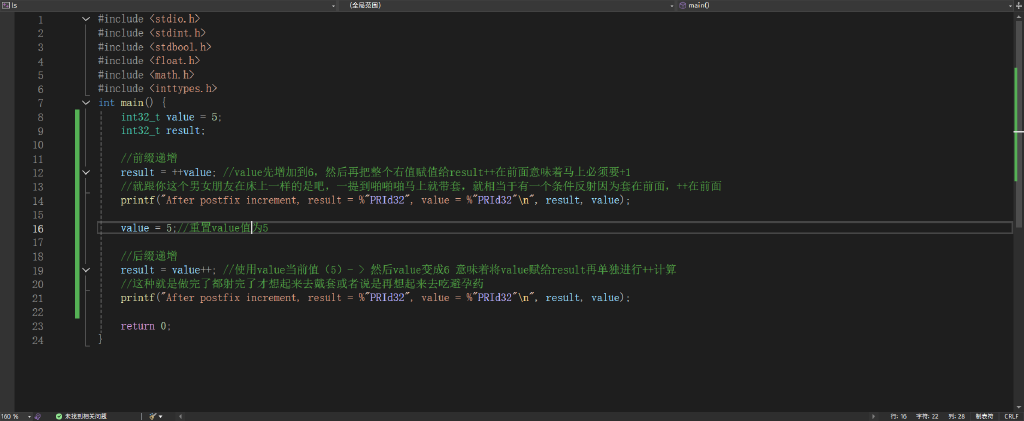 ls (全局范围) main()
1 #include <stdio.h>
2 #include <stdint.h>
3 #include <stdbool.h>
4 #include <float.h>
5 #include <math.h>
6 #include <inttypes.h>
7 int main() {
8 int32_t value = 5;
9 int32_t result;
10
11 //前缀递增
12 result = ++value; //value先增加到6，然后再把整个右值赋值给result++在前面意味着马上必须要+1
13 //就跟你这个男女朋友在床上一样的是吧，一提到啪啪啪马上就带套，就相当于有一个条件反射因为套在前面，++在前面
14 printf("After postfix increment, result = %"PRId32", value = %"PRId32"\n", result, value);
15
16 value = 5;//重置value值为5
17
18 //后缀递增
19 result = value++; //使用value当前值（5）- > 然后value变成6 意味着将value赋给result再单独进行++计算
20 //这种就是做完了都射完了才想起来去戴套或者说是再想起来去吃避孕药
21 printf("After postfix increment, result = %"PRId32", value = %"PRId32"\n", result, value);
22
23 return 0;
24 }
160 % 未找到相关问题 行: 16 字符: 22 列: 28 制表符 CRLF